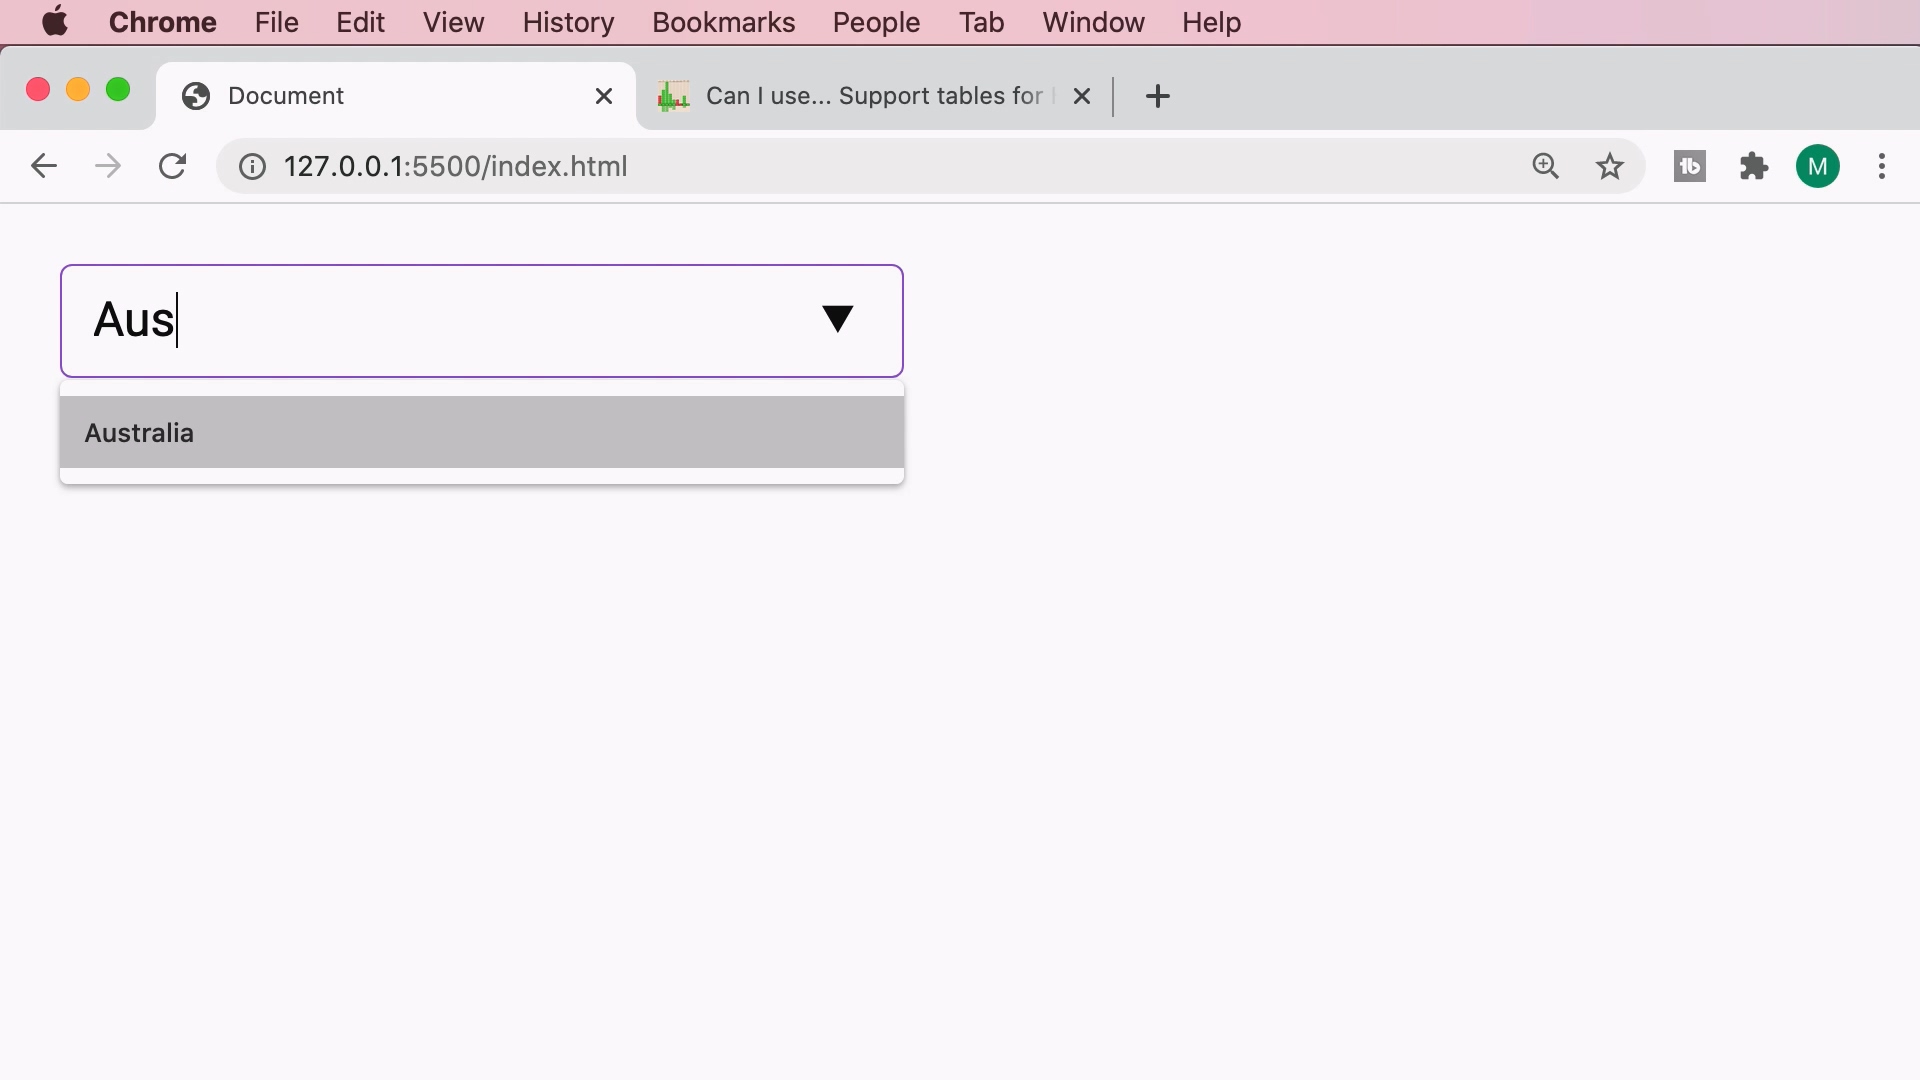 Chrome File Edit View History Bookmarks People Tab Window Help
Document
Can I use... Support tables for
127.0.0.1:5500/index.html
M
Aus
Australia